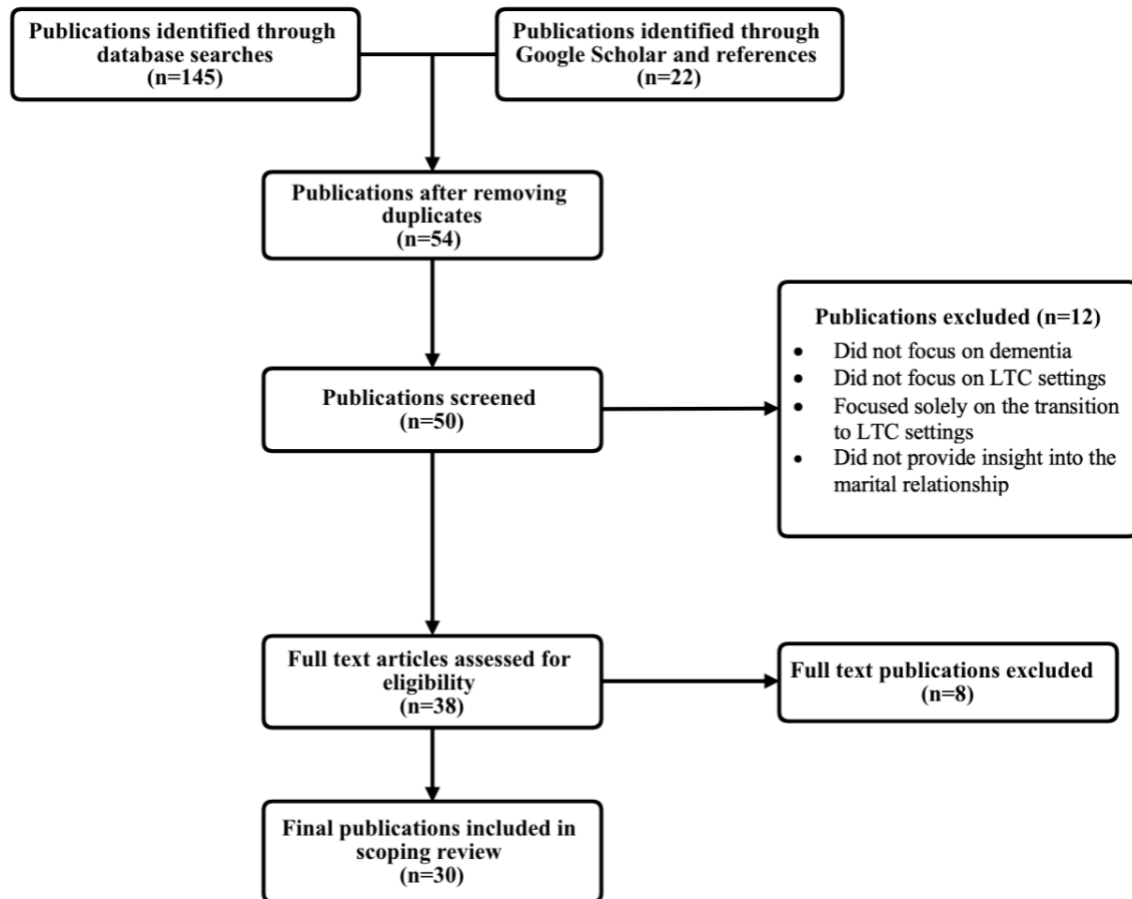 Publications identified through
database searches
(n=145)
Publications identified through
Google Scholar and references
(n=22)
Publications after removing
duplicates
(n=54)
Publications screened
(n=50)
Publications excluded (n=12)
• Did not focus on dementia
• Did not focus on LTC settings
• Focused solely on the transition
to LTC settings
• Did not provide insight into the
marital relationship
Full text articles assessed for
eligibility
(n=38)
Full text publications excluded
(n=8)
Final publications included in
scoping review
(n=30)